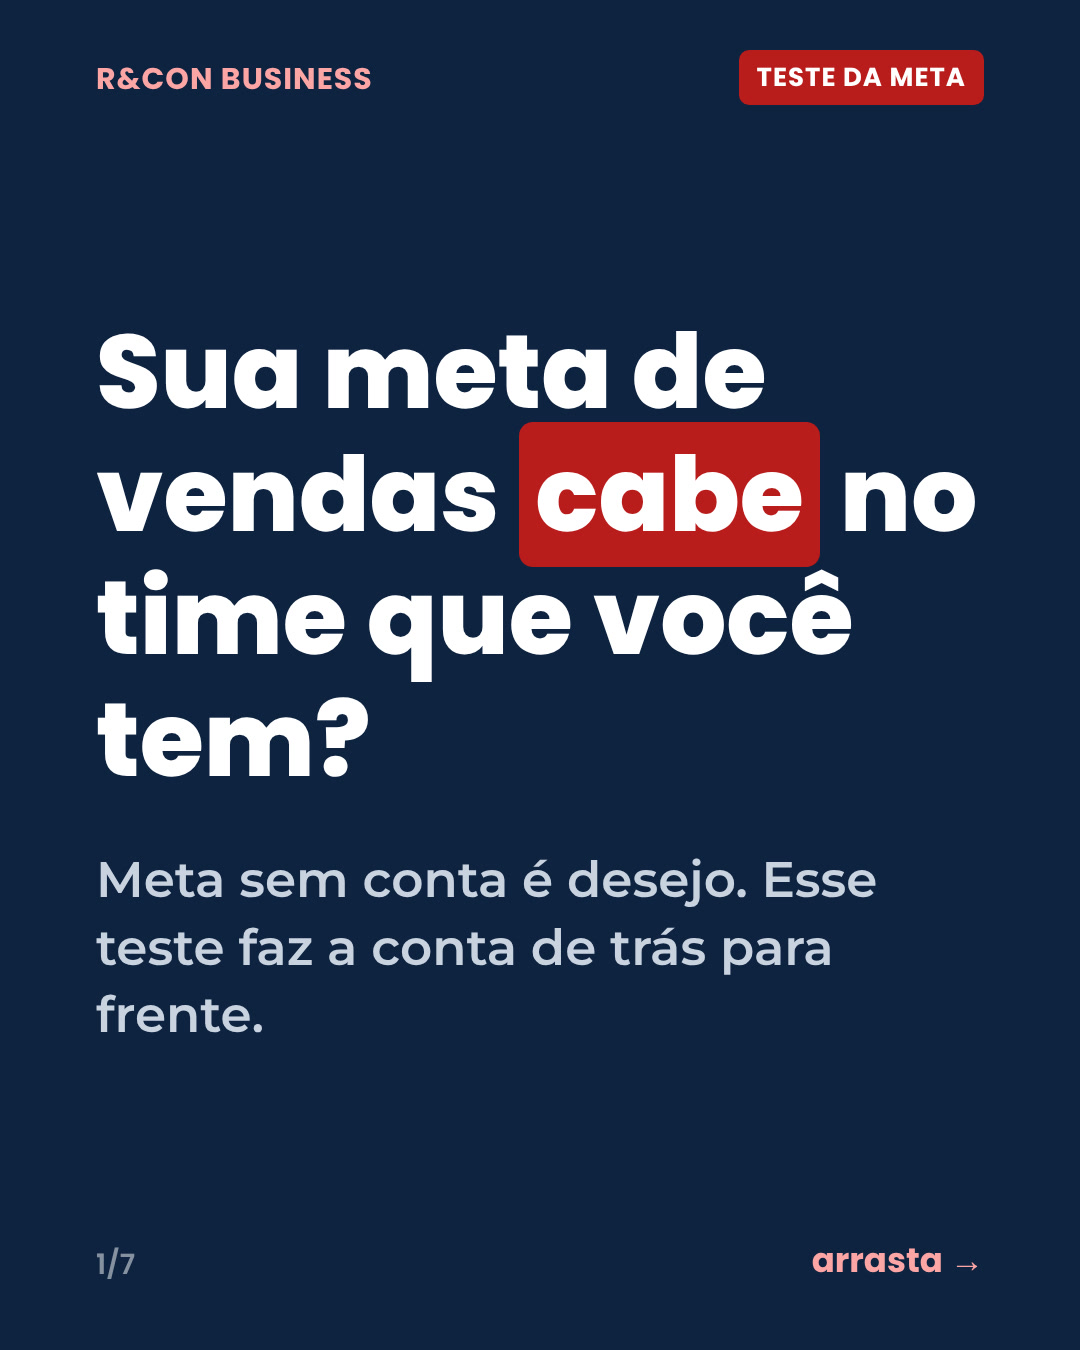 R&CON BUSINESS
TESTE DA META
Sua meta de
vendas cabe no
time que você
tem?
Meta sem conta é desejo. Esse
teste faz a conta de trás para
frente.
1/7
arrasta →